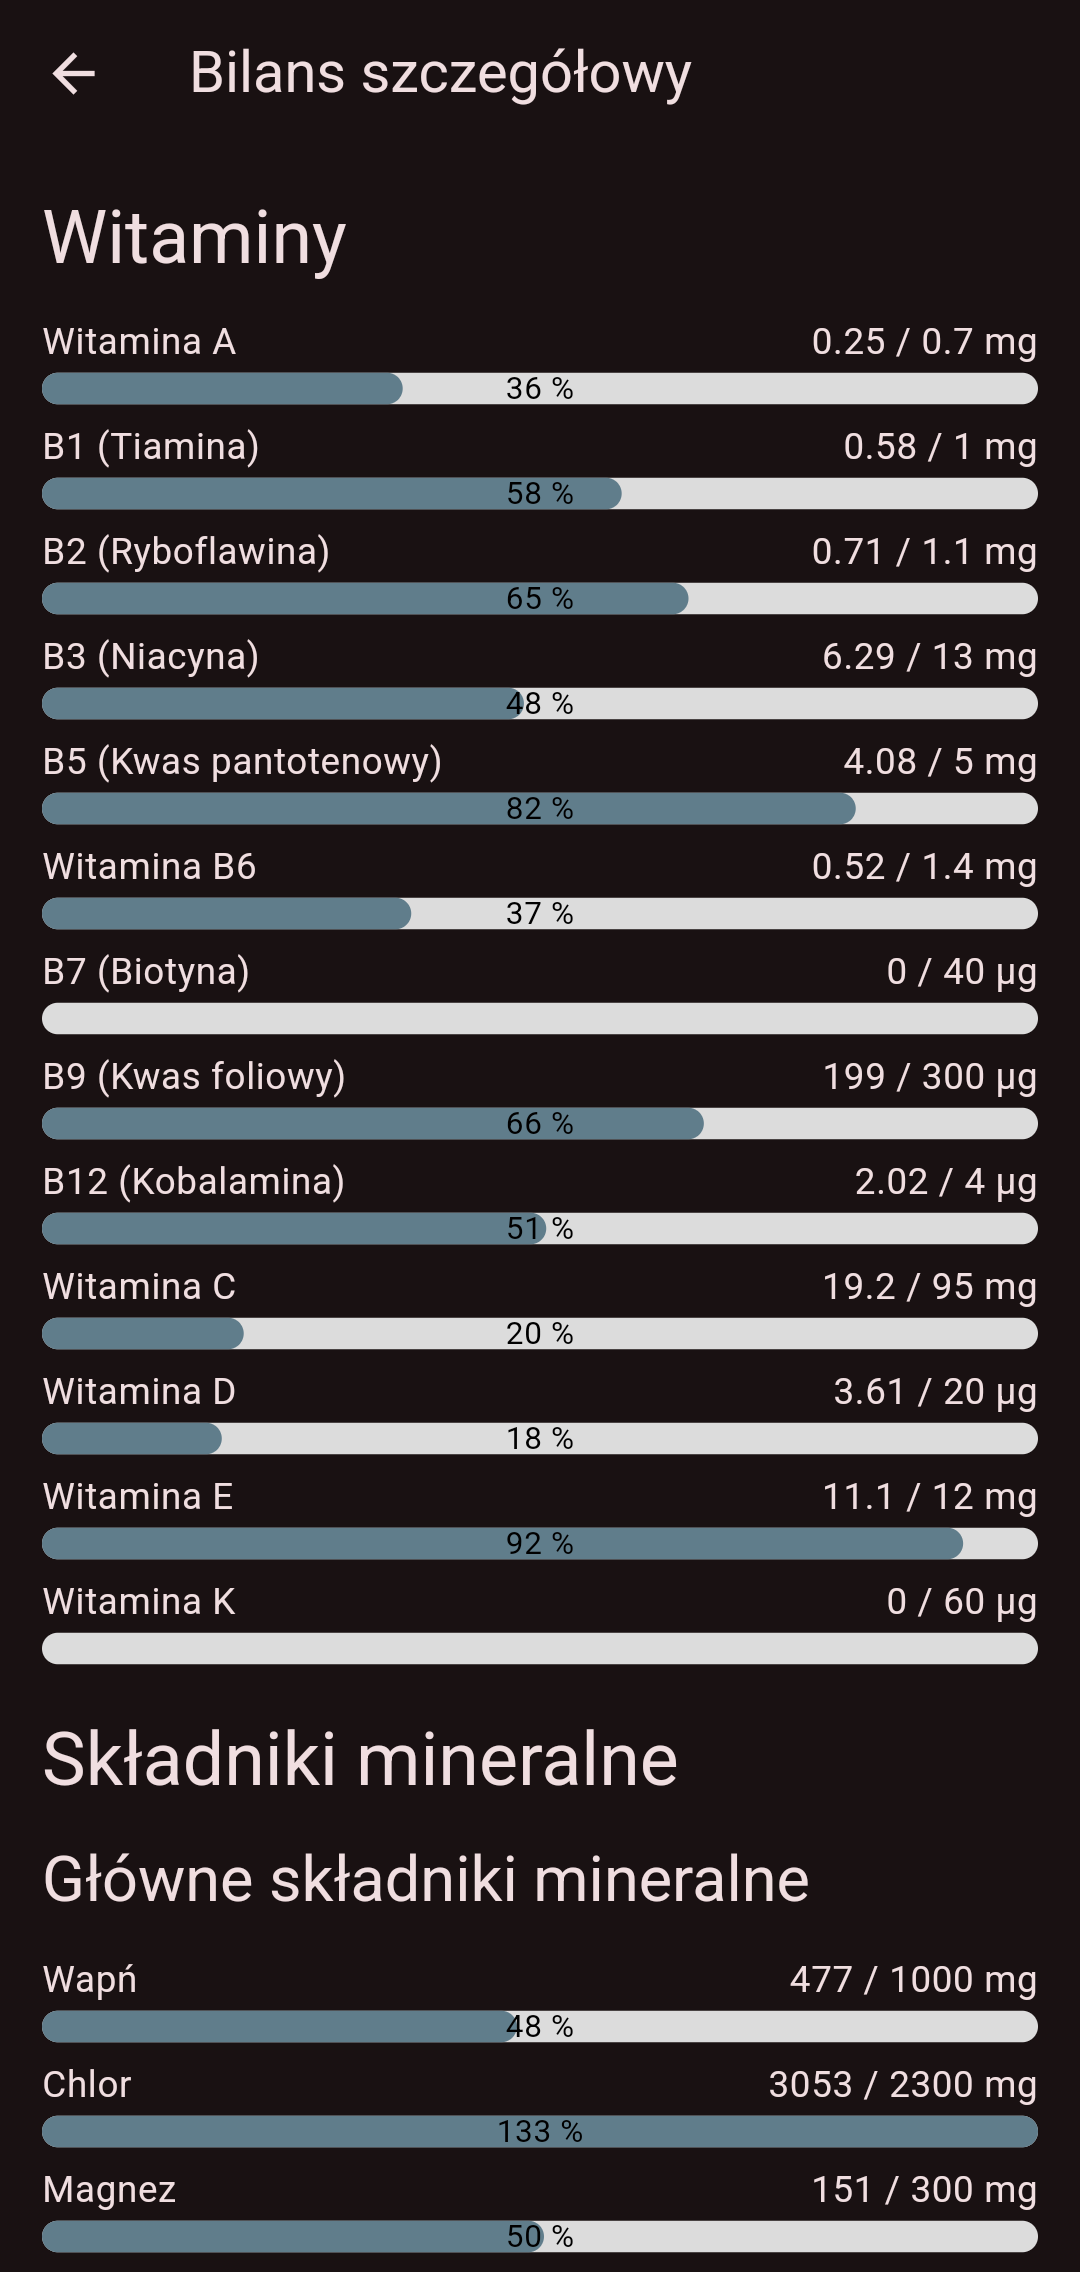 Bilans szczegółowy
Witaminy
Witamina A 0.25 / 0.7 mg
36 %
B1 (Tiamina) 0.58 / 1 mg
58 %
B2 (Ryboflawina) 0.71 / 1.1 mg
65 %
B3 (Niacyna) 6.29 / 13 mg
48 %
B5 (Kwas pantotenowy) 4.08 / 5 mg
82 %
Witamina B6 0.52 / 1.4 mg
37 %
B7 (Biotyna) 0 / 40 µg
B9 (Kwas foliowy) 199 / 300 µg
66 %
B12 (Kobalamina) 2.02 / 4 µg
51 %
Witamina C 19.2 / 95 mg
20 %
Witamina D 3.61 / 20 µg
18 %
Witamina E 11.1 / 12 mg
92 %
Witamina K 0 / 60 µg
Składniki mineralne
Główne składniki mineralne
Wapń 477 / 1000 mg
48 %
Chlor 3053 / 2300 mg
133 %
Magnez 151 / 300 mg
50 %